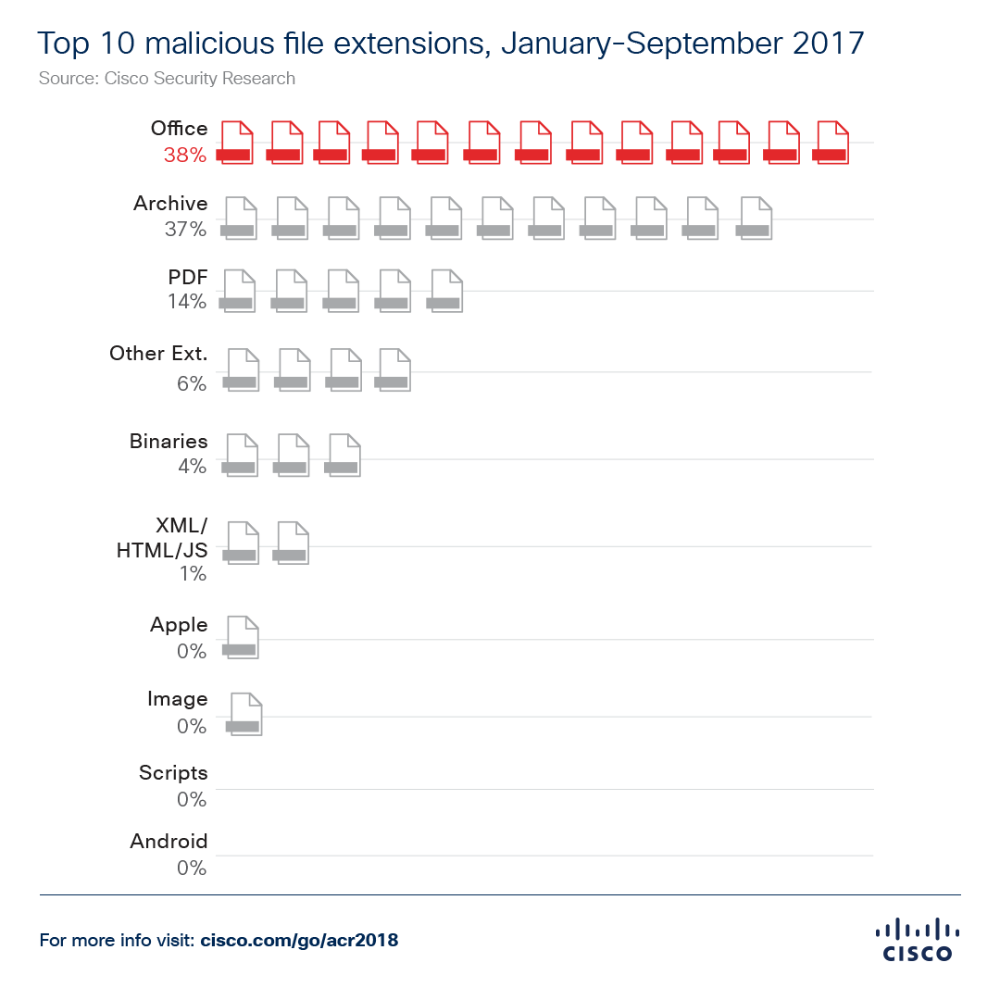 Top 10 malicious file extensions, January-September 2017
Source: Cisco Security Research
Office
38%
Archive
37%
PDF
14%
Other Ext.
6%
Binaries
4%
XML/
HTML/JS
1%
Apple
0%
Image
0%
Scripts
0%
Android
0%
For more info visit: cisco.com/go/acr2018
CISCO